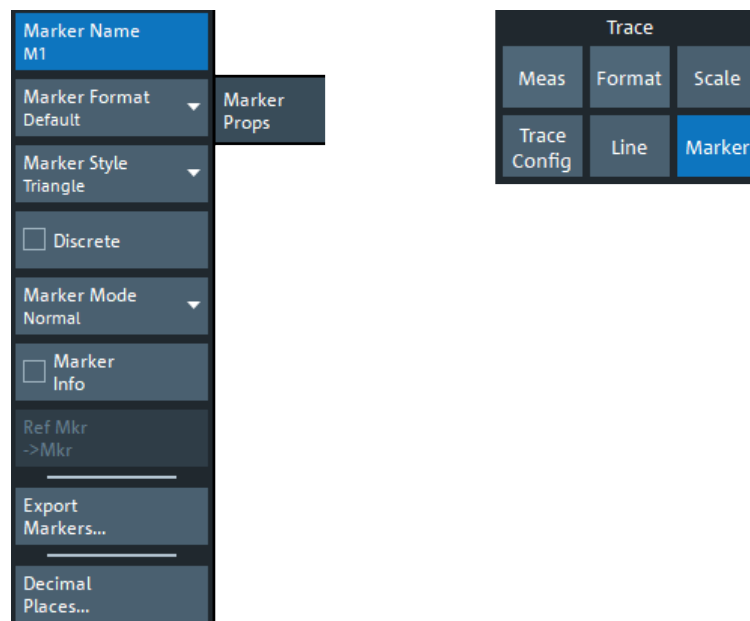 Marker Name
M1
Marker Format
Default
Marker
Props
Marker Style
Triangle
Discrete
Marker Mode
Normal
Marker
Info
Ref Mkr
->Mkr
Export
Markers...
Decimal
Places...
Trace
Meas
Format
Scale
Trace
Config
Line
Marker